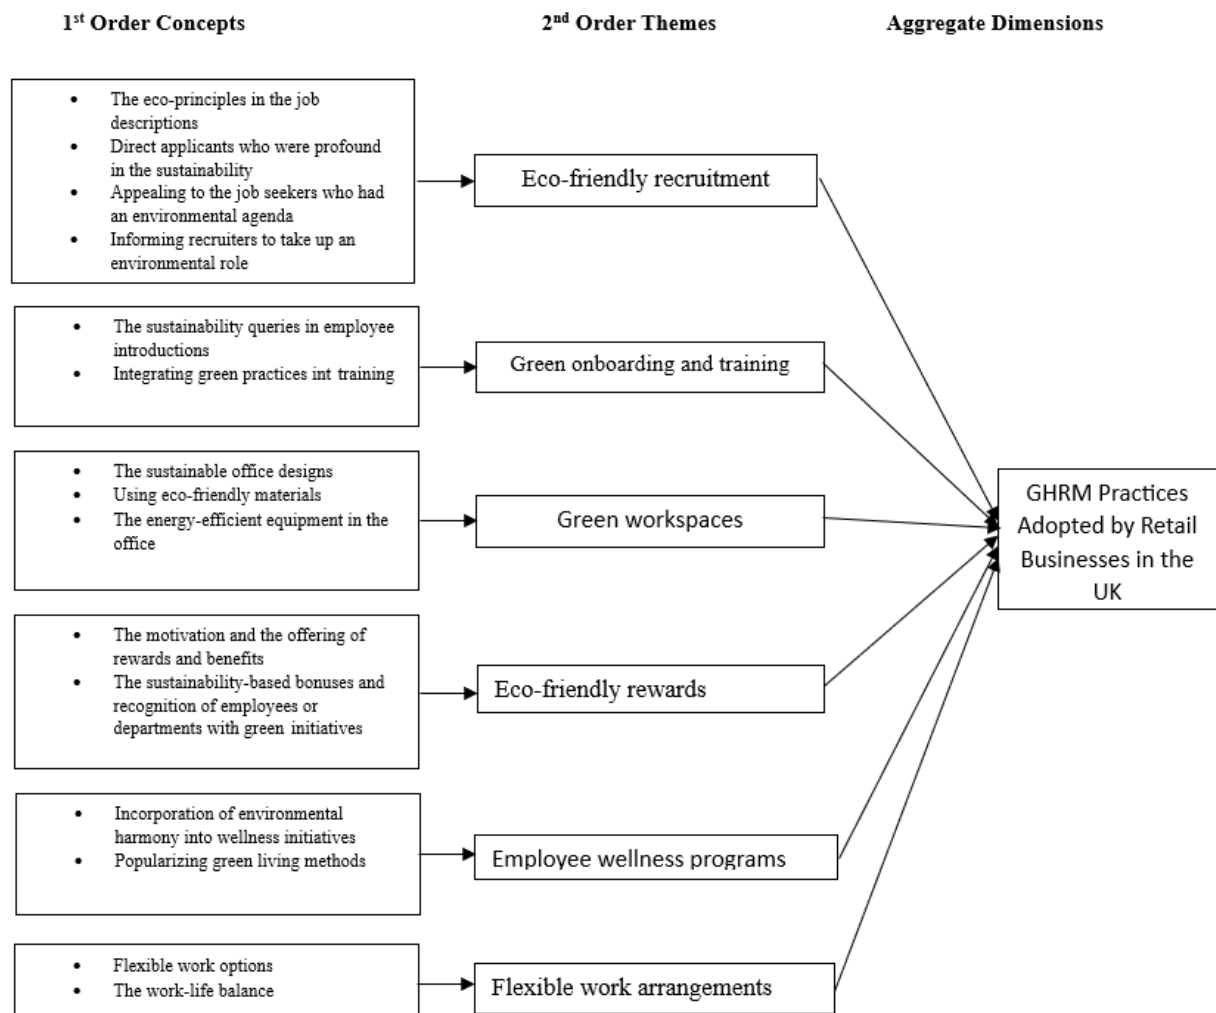 1st Order Concepts
2nd Order Themes
Aggregate Dimensions
• The eco-principles in the job
descriptions
• Direct applicants who were profound
in the sustainability
• Appealing to the job seekers who had
an environmental agenda
• Informing recruiters to take up an
environmental role
Eco-friendly recruitment
• The sustainability queries in employee
introductions
• Integrating green practices int training
Green onboarding and training
• The sustainable office designs
• Using eco-friendly materials
• The energy-efficient equipment in the
office
Green workspaces
GHRM Practices
Adopted by Retail
Businesses in the
UK
• The motivation and the offering of
rewards and benefits
• The sustainability-based bonuses and
recognition of employees or
departments with green initiatives
Eco-friendly rewards
• Incorporation of environmental
harmony into wellness initiatives
• Popularizing green living methods
Employee wellness programs
• Flexible work options
• The work-life balance
Flexible work arrangements